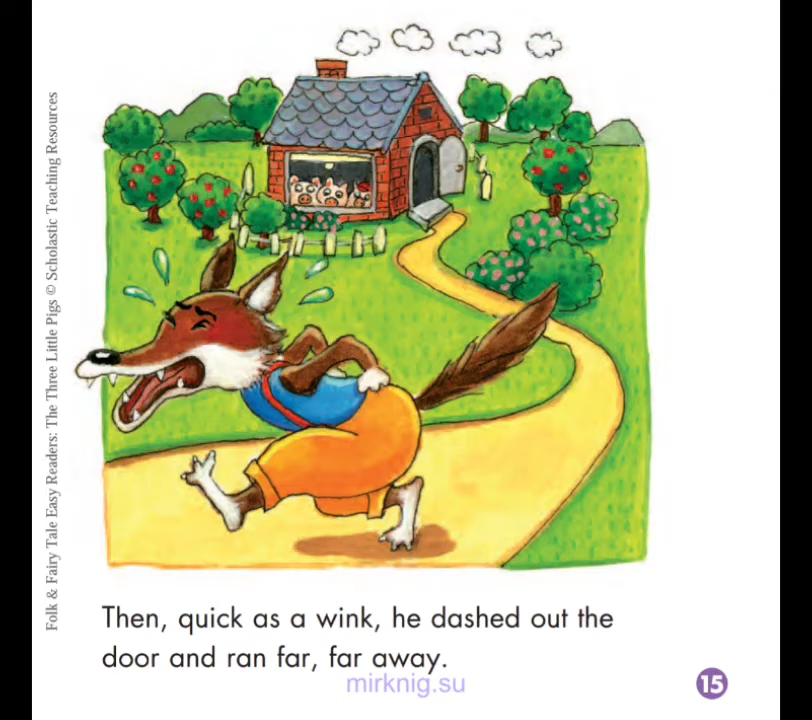 Folk & Fairy Tale Easy Readers: The Three Little Pigs © Scholastic Teaching Resources
Then, quick as a wink, he dashed out the
door and ran far, far away.
mirknig.su
15